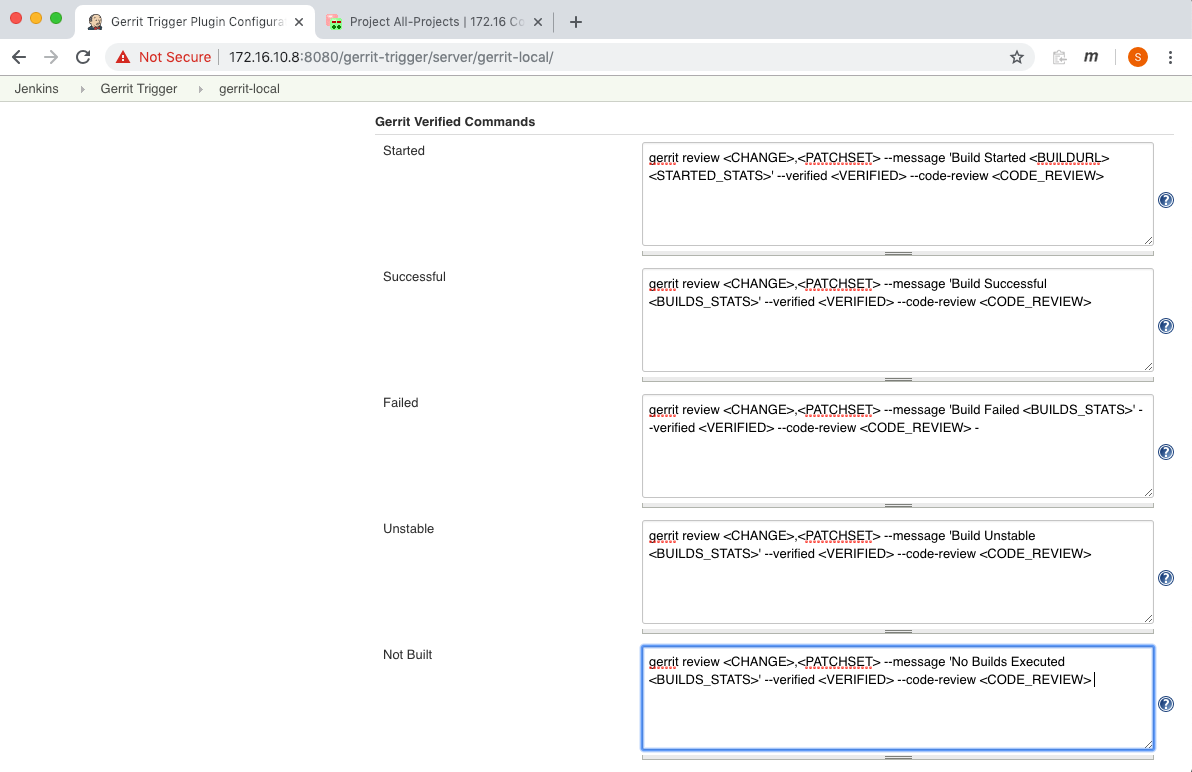 Gerrit Trigger Plugin Configura
Project All-Projects | 172.16 Co
Not Secure
172.16.10.8:8080/gerrit-trigger/server/gerrit-local/
m
S
Jenkins
Gerrit Trigger
gerrit-local
Gerrit Verified Commands
Started
gerrit review <CHANGE>,<PATCHSET> --message 'Build Started <BUILDURL>
<STARTED_STATS>' --verified <VERIFIED> --code-review <CODE_REVIEW>
?
Successful
gerrit review <CHANGE>,<PATCHSET> --message 'Build Successful
<BUILDS_STATS>' --verified <VERIFIED> --code-review <CODE_REVIEW>
?
Failed
gerrit review <CHANGE>,<PATCHSET> --message 'Build Failed <BUILDS_STATS>' -
-verified <VERIFIED> --code-review <CODE_REVIEW> -
?
Unstable
gerrit review <CHANGE>,<PATCHSET> --message 'Build Unstable
<BUILDS_STATS>' --verified <VERIFIED> --code-review <CODE_REVIEW>
?
Not Built
gerrit review <CHANGE>,<PATCHSET> --message 'No Builds Executed
<BUILDS_STATS>' --verified <VERIFIED> --code-review <CODE_REVIEW>
?